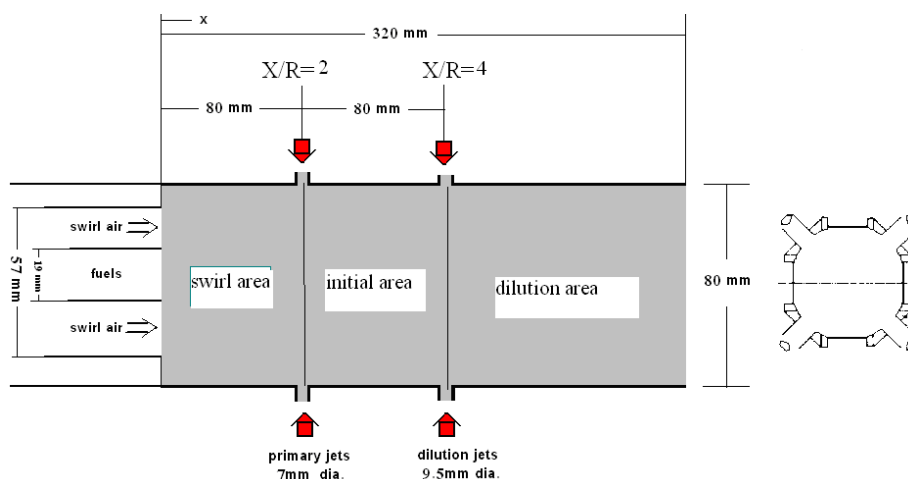 x
320 mm
X/R=2
X/R=4
80 mm
80 mm
swirl air
57 mm
19 mm
fuels
swirl air
swirl area
initial area
dilution area
80 mm
primary jets
7mm dia.
dilution jets
9.5mm dia.